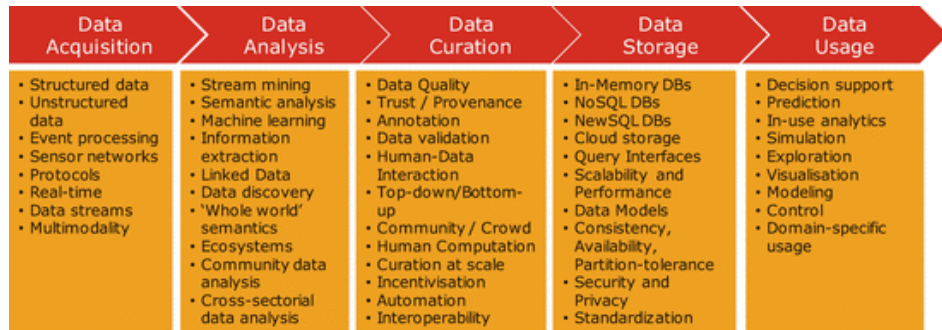 Data
Acquisition
Data
Analysis
Data
Curation
Data
Storage
Data
Usage
• Structured data
• Unstructured
data
• Event processing
• Sensor networks
• Protocols
• Real-time
• Data streams
• Multimodality
• Stream mining
• Semantic analysis
• Machine learning
• Information
extraction
• Linked Data
• Data discovery
• ‘Whole world’
semantics
• Ecosystems
• Community data
analysis
• Cross-sectorial
data analysis
• Data Quality
• Trust / Provenance
• Annotation
• Data validation
• Human-Data
Interaction
• Top-down/Bottom-
up
• Community / Crowd
• Human Computation
• Curation at scale
• Incentivisation
• Automation
• Interoperability
• In-Memory DBs
• NoSQL DBs
• NewSQL DBs
• Cloud storage
• Query Interfaces
• Scalability and
Performance
• Data Models
• Consistency,
Availability,
Partition-tolerance
• Security and
Privacy
• Standardization
• Decision support
• Prediction
• In-use analytics
• Simulation
• Exploration
• Visualisation
• Modeling
• Control
• Domain-specific
usage